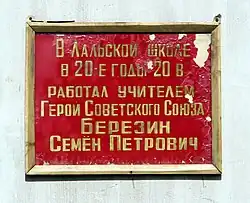 В Лальской школе
в 20-е годы 20 в
работал учителем
Герой Советского Союза
Березин
Семён Петрович